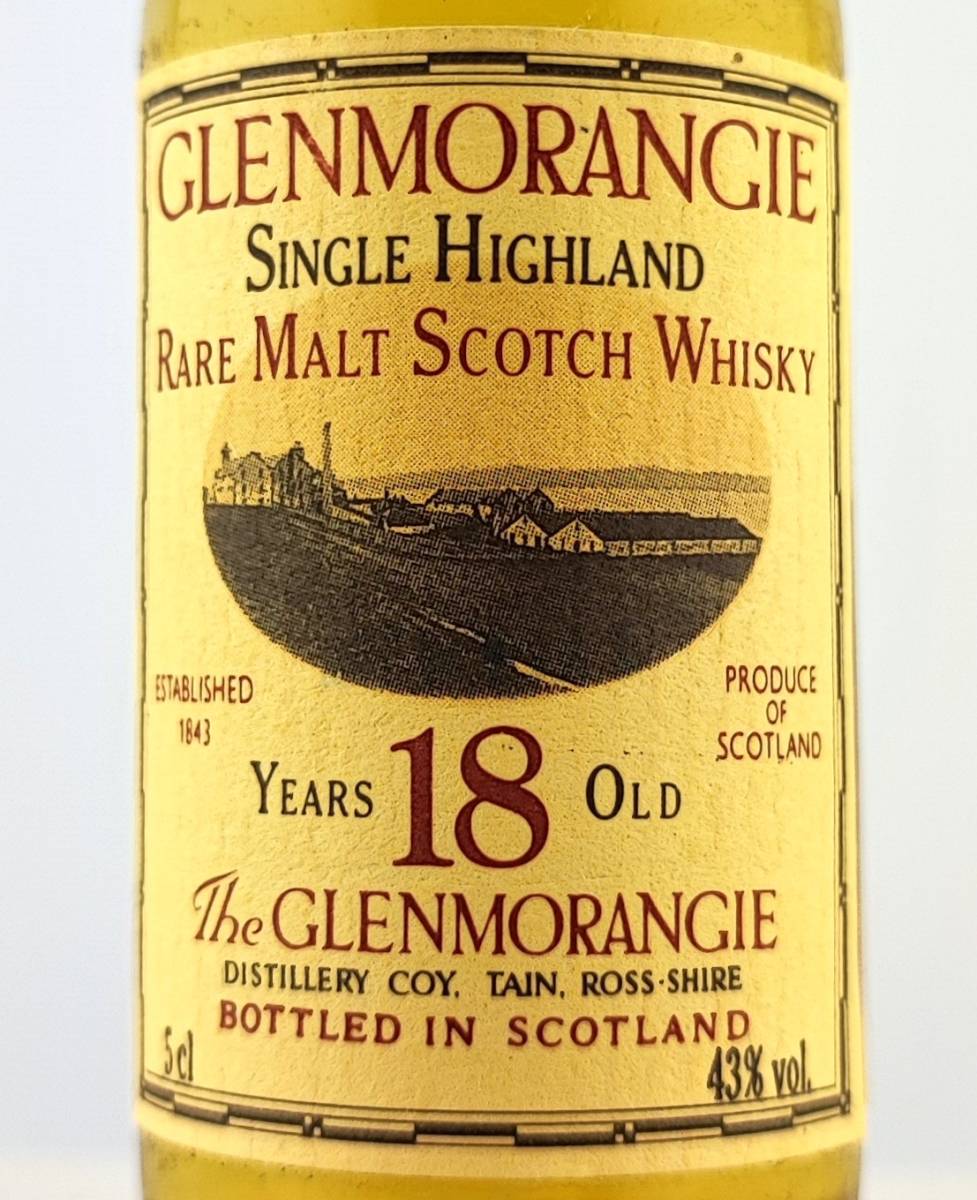 GLENMORANGIE
SINGLE HIGHLAND
RARE MALT SCOTCH WHISKY
ESTABLISHED
1843
PRODUCE
OF
SCOTLAND
YEARS 18 OLD
The GLENMORANGIE
DISTILLERY COY, TAIN, ROSS-SHIRE
BOTTLED IN SCOTLAND
5cl
43% vol.